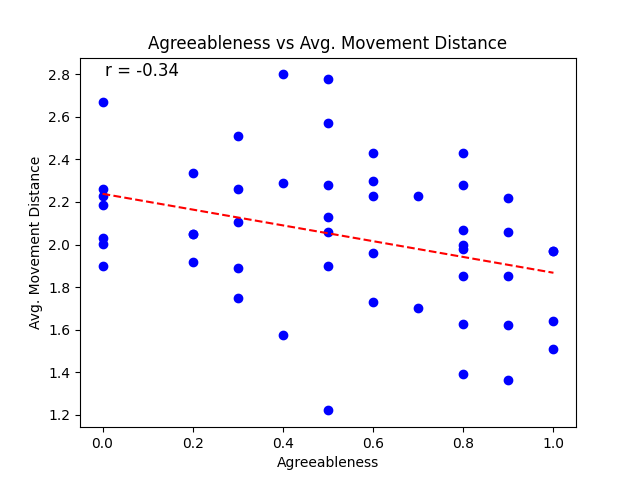 Agreeableness vs Avg. Movement Distance
r = -0.34
Avg. Movement Distance
2.8
2.6
2.4
2.2
2.0
1.8
1.6
1.4
1.2
0.0 0.2 0.4 0.6 0.8 1.0
Agreeableness